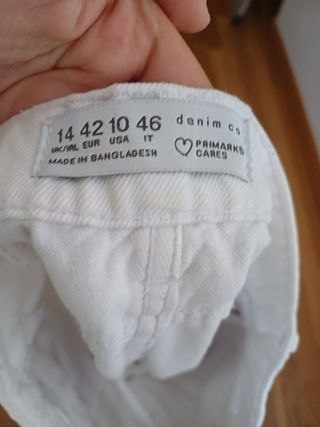 14 42 10 46
UK/IRL EUR USA IT
MADE IN BANGLADESH
denim co
PRIMARK
CARES